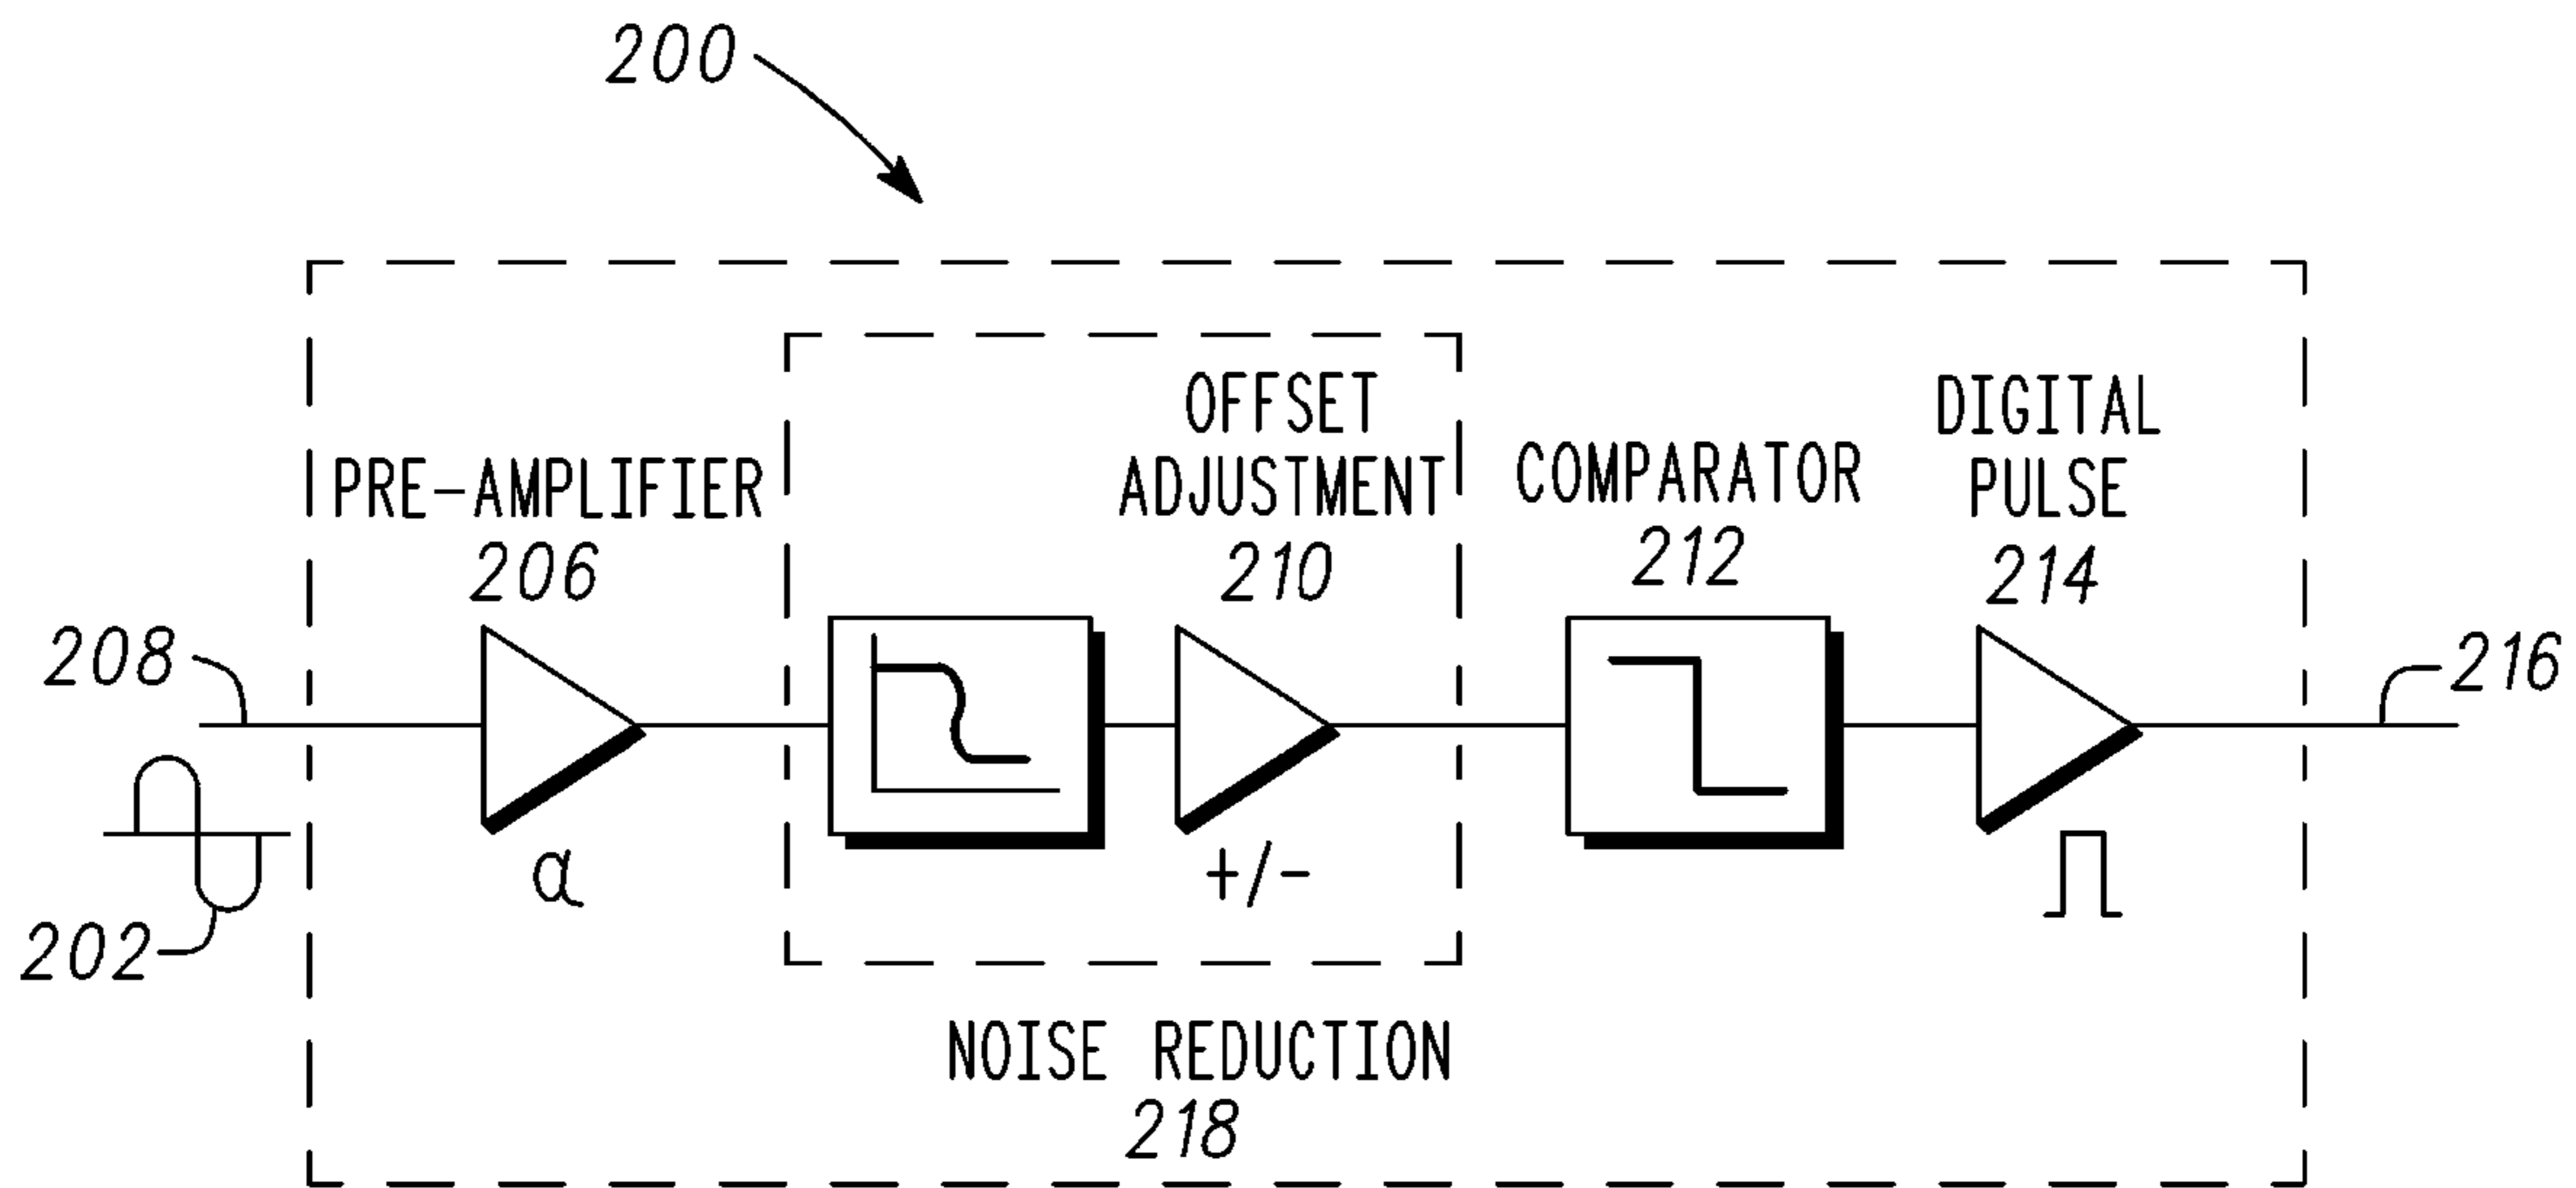 200
OFFSET
ADJUSTMENT
210
DIGITAL
PULSE
214
PRE-AMPLIFIER
206
COMPARATOR
212
208
216
202
α
+/-
NOISE REDUCTION
218